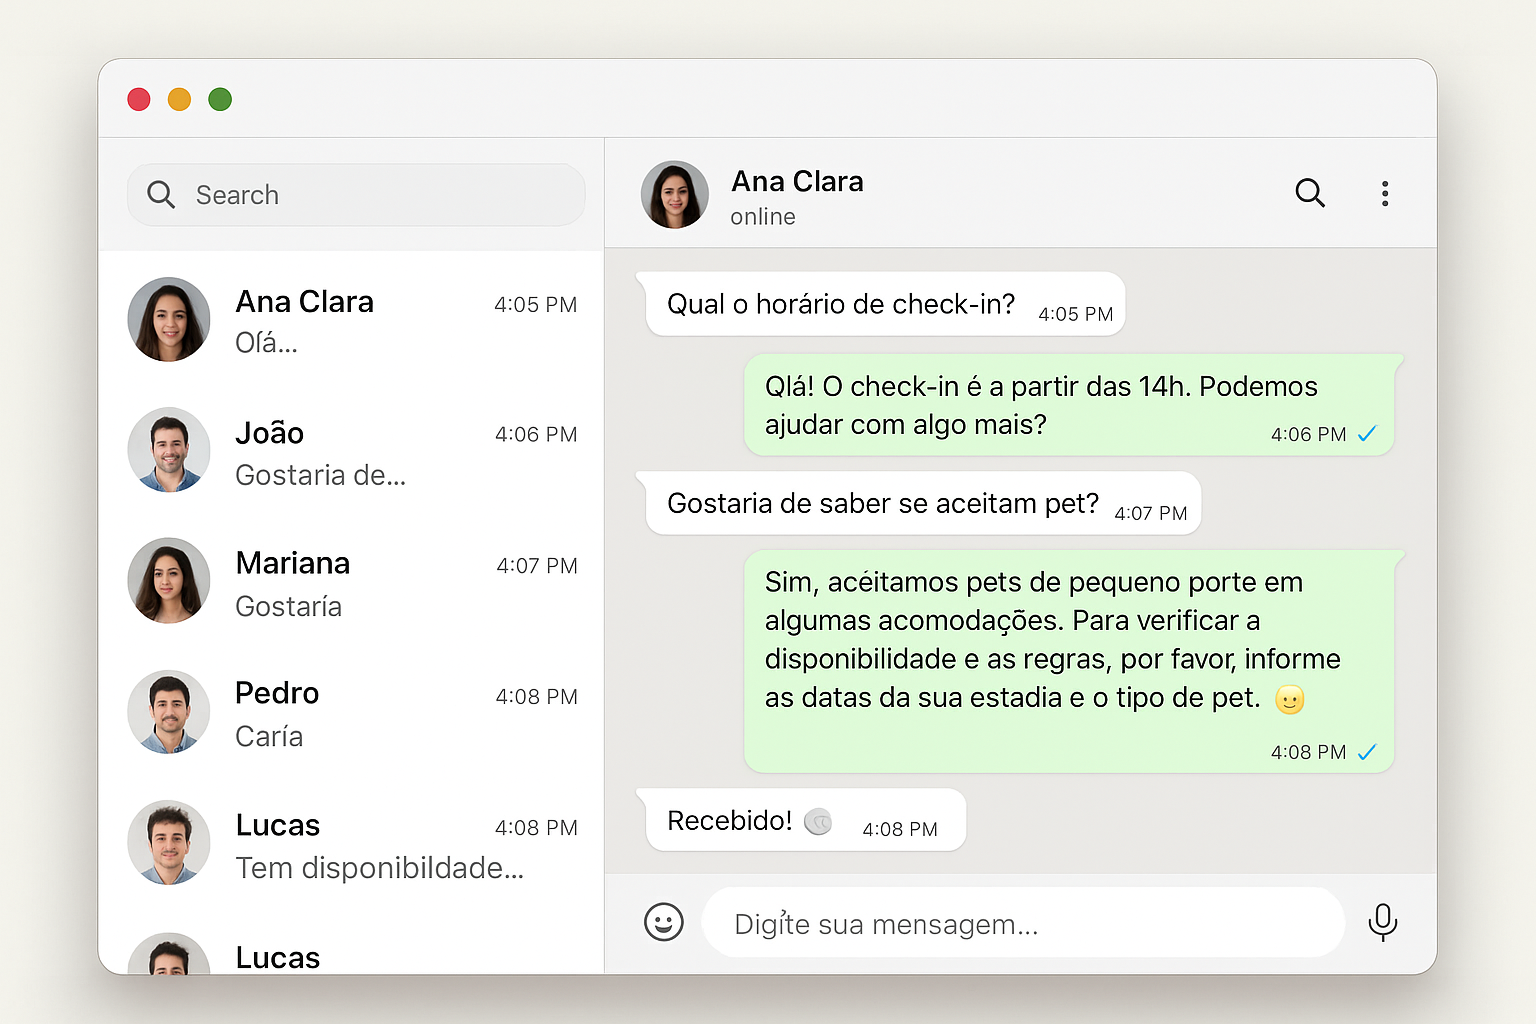 Search
Ana Clara
4:05 PM
Olá...
João
4:06 PM
Gostaria de...
Mariana
4:07 PM
Gostaría
Pedro
4:08 PM
Caría
Lucas
4:08 PM
Tem disponibildade...
Lucas
Ana Clara
online
Qual o horário de check-in?
4:05 PM
Qlá! O check-in é a partir das 14h. Podemos
ajudar com algo mais?
4:06 PM
Gostaria de saber se aceitam pet?
4:07 PM
Sim, acéitamos pets de pequeno porte em
algumas acomodações. Para verificar a
disponibilidade e as regras, por favor, informe
as datas da sua estadia e o tipo de pet. 🙂
4:08 PM
Recebido!
4:08 PM
Digite sua mensagem...